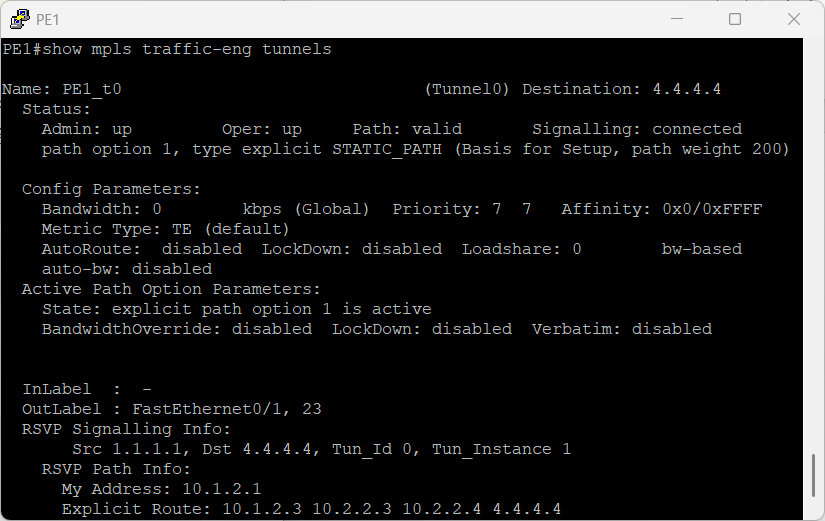 PE1
PE1#show mpls traffic-eng tunnels
Name: PE1_t0 (Tunnel0) Destination: 4.4.4.4
Status:
Admin: up Oper: up Path: valid Signalling: connected
path option 1, type explicit STATIC_PATH (Basis for Setup, path weight 200)
Config Parameters:
Bandwidth: 0 kbps (Global) Priority: 7 7 Affinity: 0x0/0xFFFF
Metric Type: TE (default)
AutoRoute: disabled LockDown: disabled Loadshare: 0 bw-based
auto-bw: disabled
Active Path Option Parameters:
State: explicit path option 1 is active
BandwidthOverride: disabled LockDown: disabled Verbatim: disabled
InLabel : -
OutLabel : FastEthernet0/1, 23
RSVP Signalling Info:
Src 1.1.1.1, Dst 4.4.4.4, Tun_Id 0, Tun_Instance 1
RSVP Path Info:
My Address: 10.1.2.1
Explicit Route: 10.1.2.3 10.2.2.3 10.2.2.4 4.4.4.4